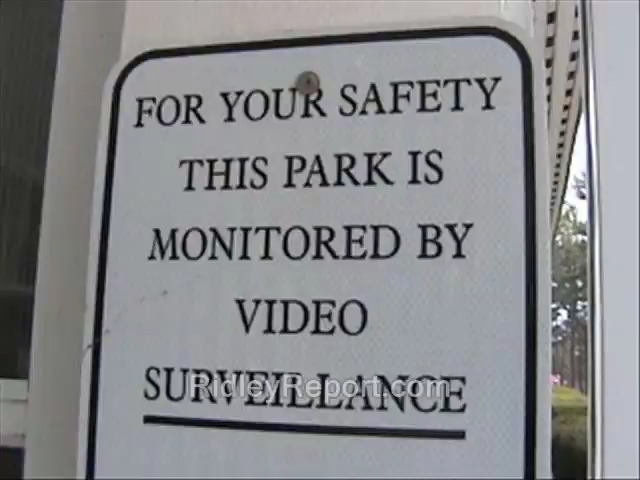 FOR YOUR SAFETY
THIS PARK IS
MONITORED BY
VIDEO
SURVEILLANCE
RidleyReport.com